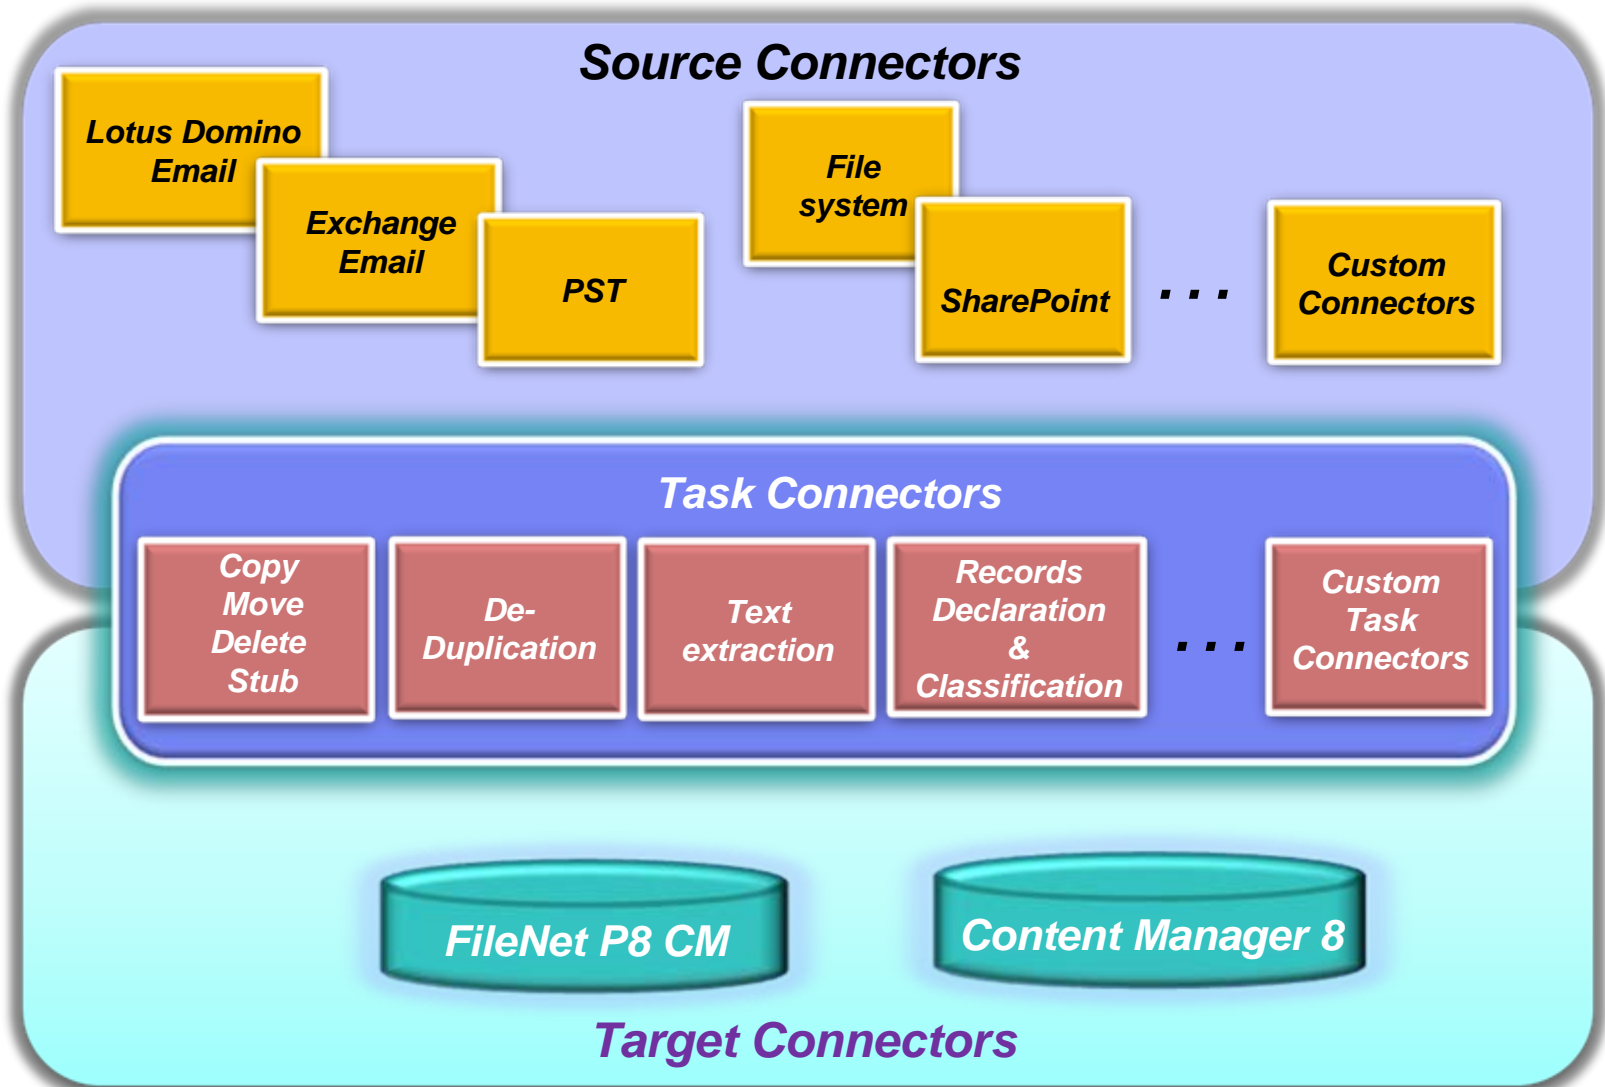 Source Connectors
Lotus Domino
Email
Exchange
Email
PST
File
system
SharePoint
. . .
Custom
Connectors
Task Connectors
Copy
Move
Delete
Stub
De-
Duplication
Text
extraction
Records
Declaration
&
Classification
. . .
Custom
Task
Connectors
FileNet P8 CM
Content Manager 8
Target Connectors